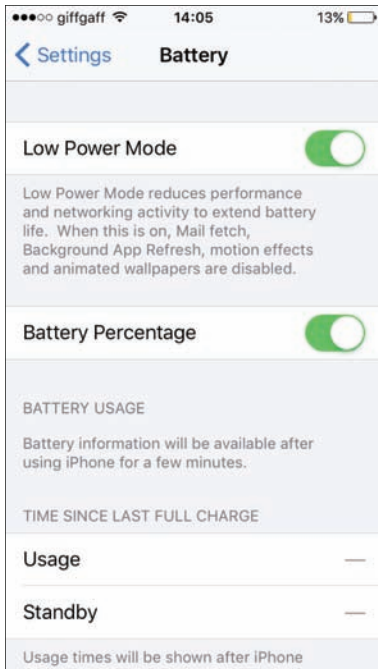 ●●●○○ giffgaff 14:05 13%
Settings Battery
Low Power Mode
Low Power Mode reduces performance
and networking activity to extend battery
life. When this is on, Mail fetch,
Background App Refresh, motion effects
and animated wallpapers are disabled.
Battery Percentage
BATTERY USAGE
Battery information will be available after
using iPhone for a few minutes.
TIME SINCE LAST FULL CHARGE
Usage —
Standby —
Usage times will be shown after iPhone